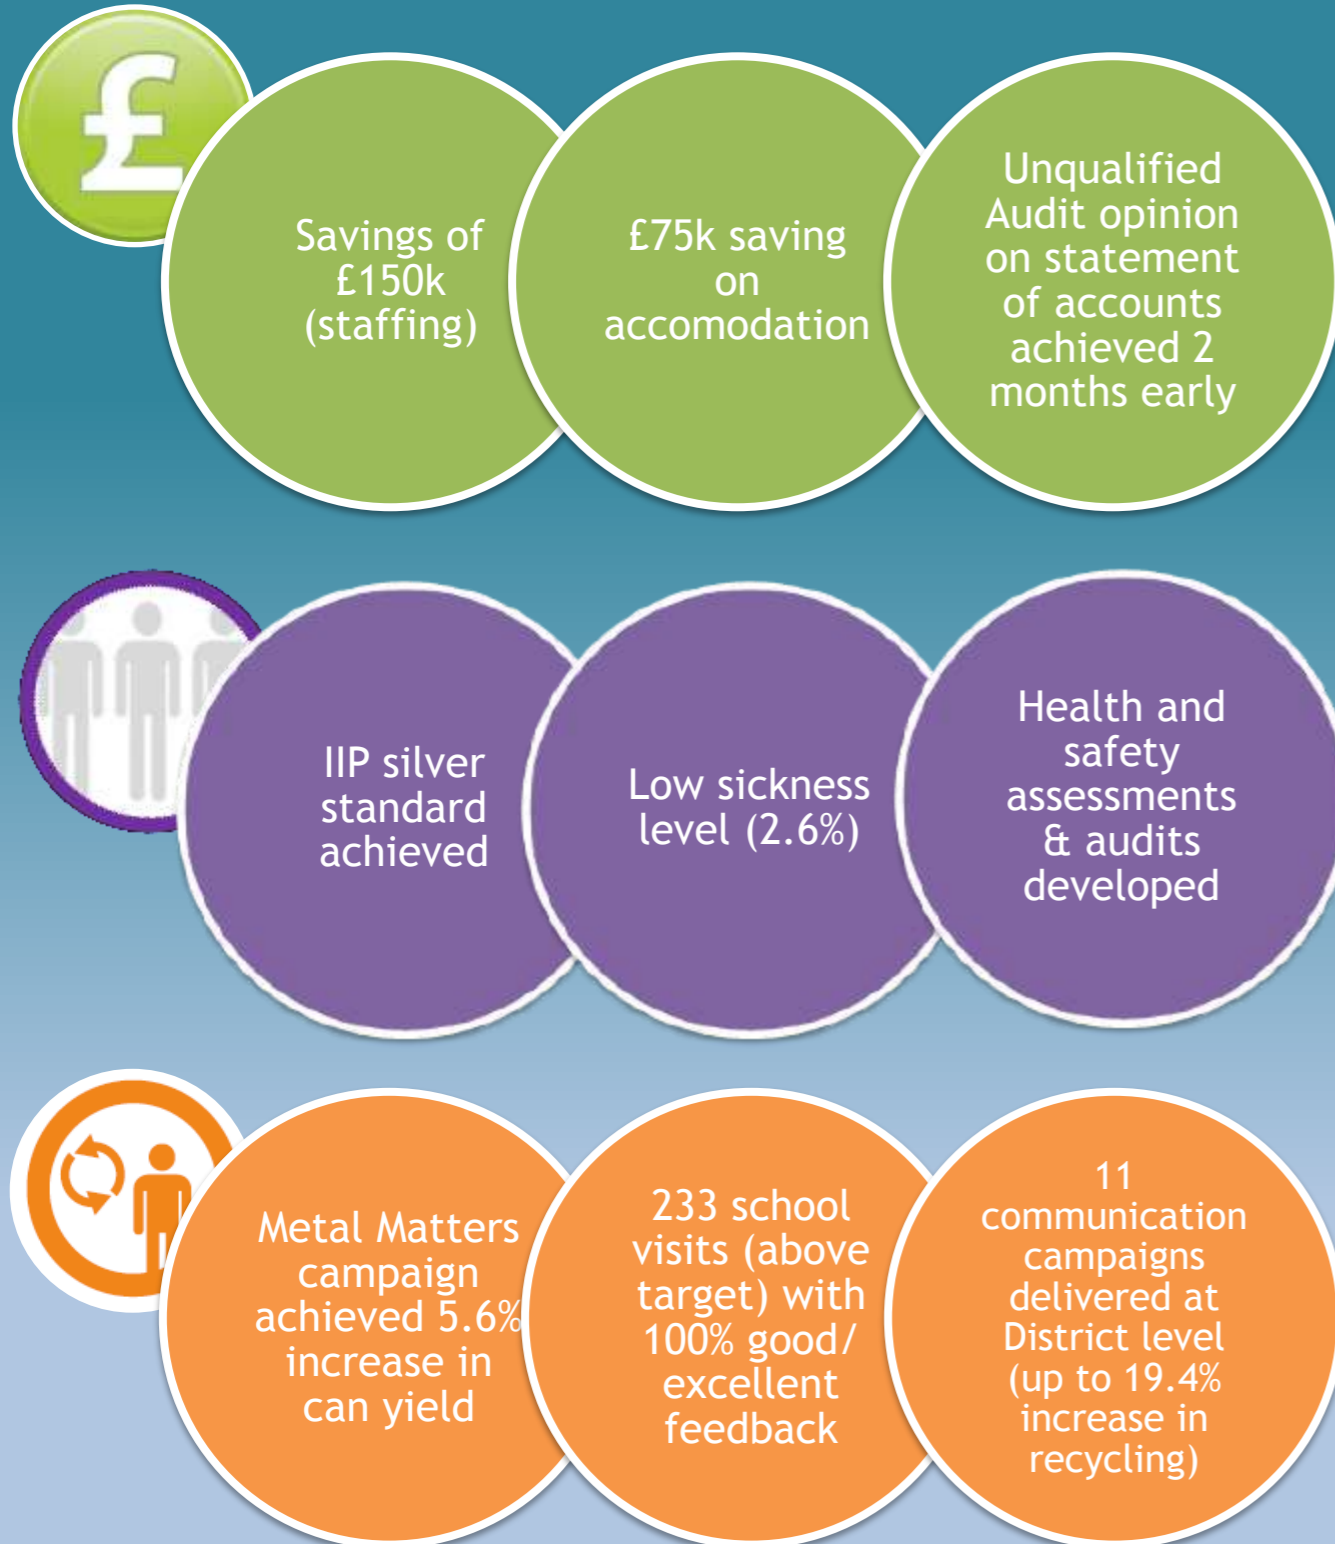 £
Savings of
£150k
(staffing)
£75k saving
on
accomodation
Unqualified
Audit opinion
on statement
of accounts
achieved 2
months early
IIP silver
standard
achieved
Low sickness
level (2.6%)
Health and
safety
assessments
& audits
developed
Metal Matters
campaign
achieved 5.6%
increase in
can yield
233 school
visits (above
target) with
100% good/
excellent
feedback
11
communication
campaigns
delivered at
District level
(up to 19.4%
increase in
recycling)